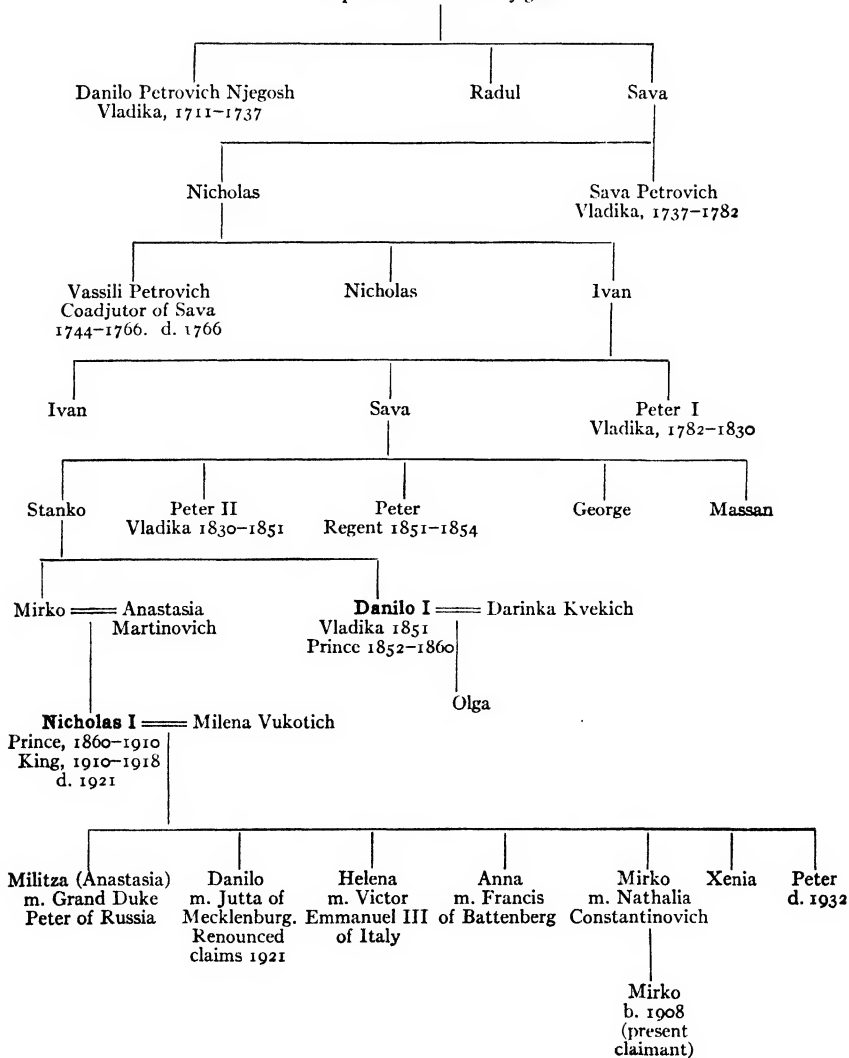 Danilo Petrovich Njegosh
Vladika, 1711–1737
Radul
Sava
Nicholas
Sava Petrovich
Vladika, 1737–1782
Vassili Petrovich
Coadjutor of Sava
1744–1766. d. 1766
Nicholas
Ivan
Ivan
Sava
Peter I
Vladika, 1782–1830
Stanko
Peter II
Vladika 1830–1851
Peter
Regent 1851–1854
George
Massan
Mirko
Anastasia
Martinovich
Danilo I
Vladika 1851
Prince 1852–1860
Darinka Kvekich
Olga
Nicholas I
Prince, 1860–1910
King, 1910–1918
d. 1921
Milena Vukotich
Militza (Anastasia)
m. Grand Duke
Peter of Russia
Danilo
m. Jutta of
Mecklenburg.
Renounced
claims 1921
Helena
m. Victor
Emmanuel III
of Italy
Anna
m. Francis
of Battenberg
Mirko
m. Nathalia
Constantinovich
Xenia
Peter
d. 1932
Mirko
b. 1908
(present
claimant)